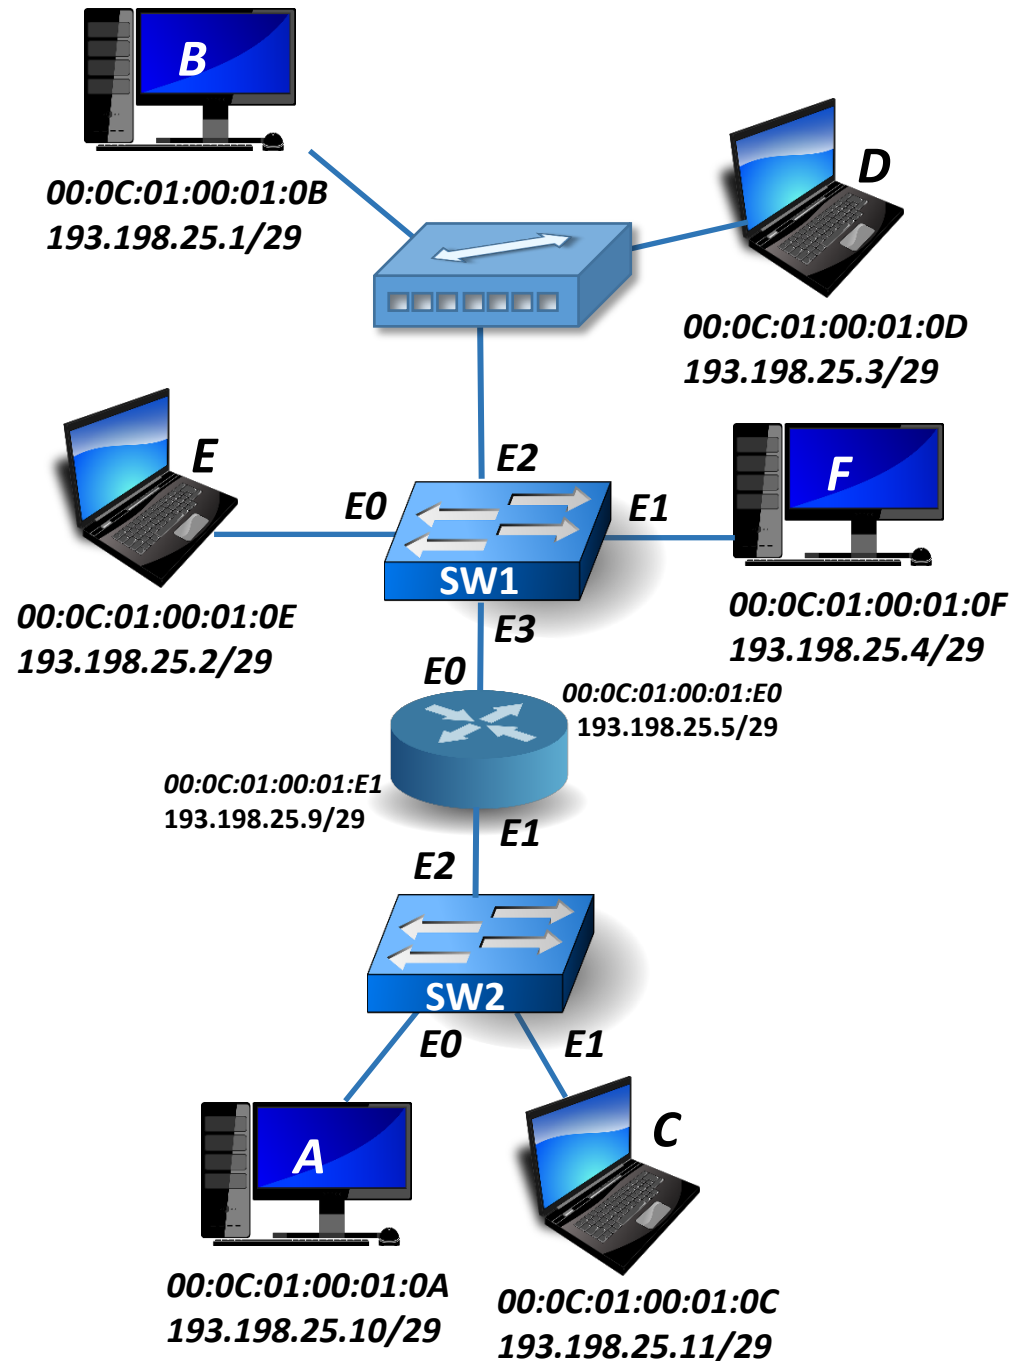 B
00:0C:01:00:01:0B
193.198.25.1/29
D
00:0C:01:00:01:0D
193.198.25.3/29
E
00:0C:01:00:01:0E
193.198.25.2/29
E2
E0
E1
SW1
E3
F
00:0C:01:00:01:0F
193.198.25.4/29
E0
00:0C:01:00:01:E0
193.198.25.5/29
00:0C:01:00:01:E1
193.198.25.9/29
E1
E2
SW2
E0
E1
A
00:0C:01:00:01:0A
193.198.25.10/29
C
00:0C:01:00:01:0C
193.198.25.11/29